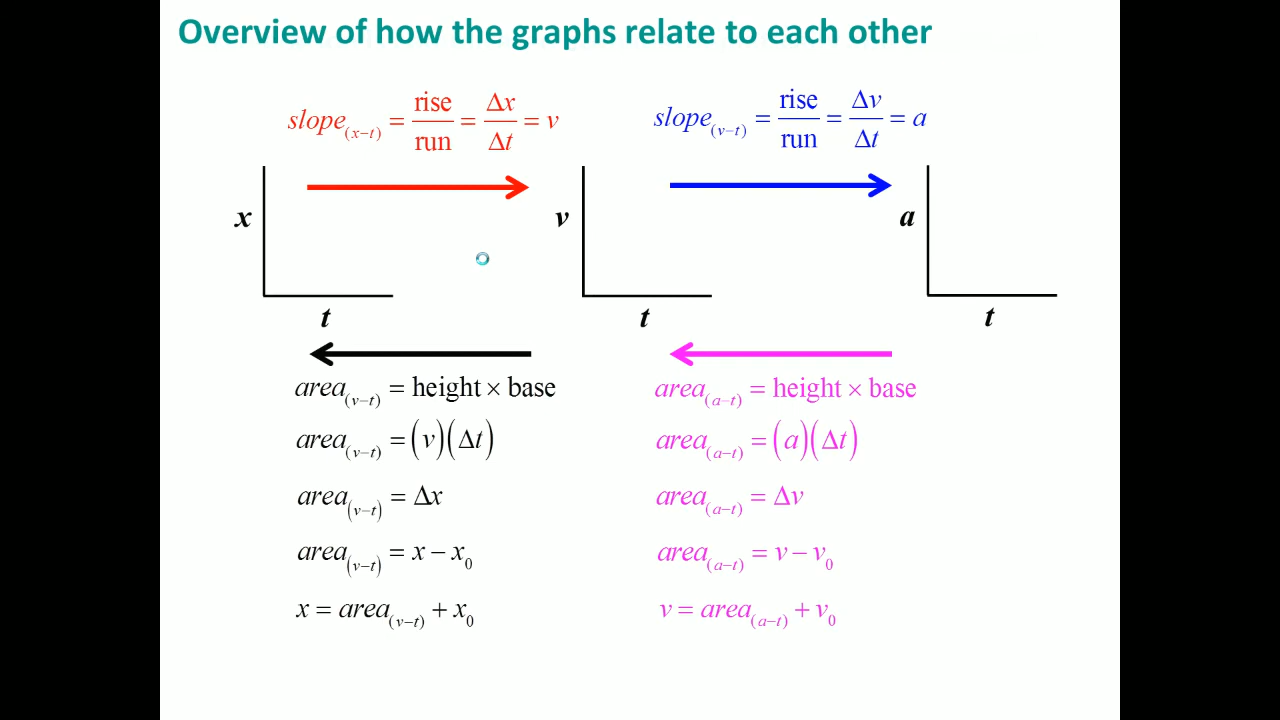 Overview of how the graphs relate to each other
slope(x−t) = rise/run = Δx/Δt = v
slope(v−t) = rise/run = Δv/Δt = a
x
t
v
t
a
t
area(v−t) = height × base
area(v−t) = (v)(Δt)
area(v−t) = Δx
area(v−t) = x − x₀
x = area(v−t) + x₀
area(a−t) = height × base
area(a−t) = (a)(Δt)
area(a−t) = Δv
area(a−t) = v − v₀
v = area(a−t) + v₀